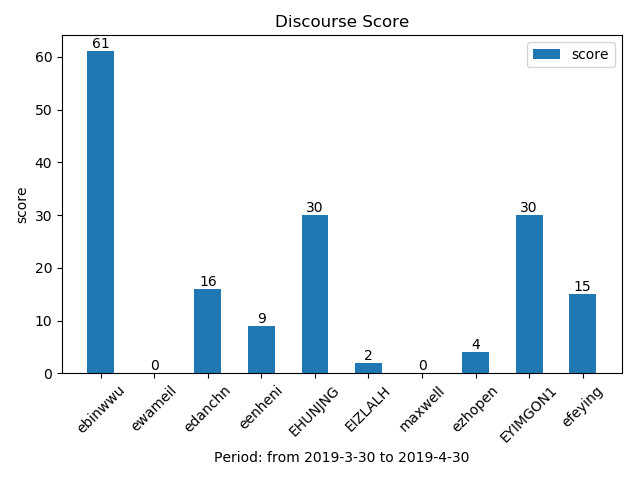 Discourse Score
score
61
0
16
9
30
2
0
4
30
15
60
50
40
30
20
10
0
score
ebinwwu
ewameil
edanchn
eenheni
EHUNJNG
EIZLALH
maxwell
ezhopen
EYIMGON1
efeying
Period: from 2019-3-30 to 2019-4-30